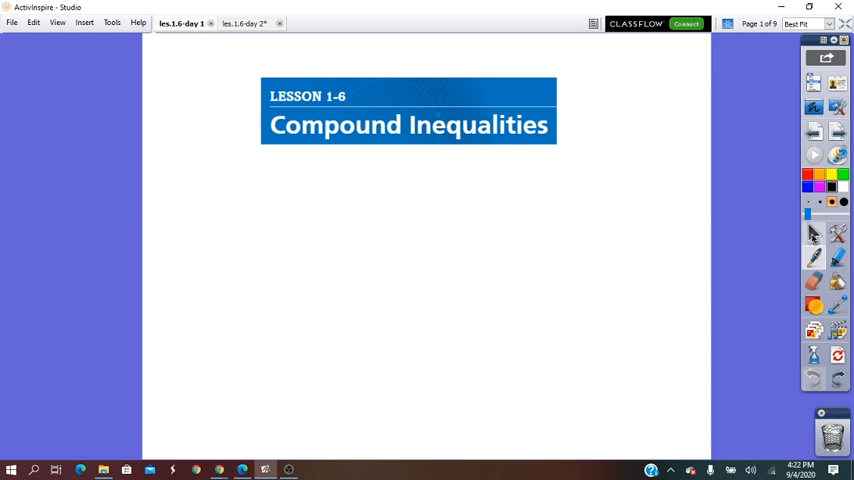 ActivInspire - Studio
File Edit View Insert Tools Help
les.1.6-day 1
les.1.6-day 2*
CLASSFLOW Connect
Page 1 of 9
Best Fit
LESSON 1-6
Compound Inequalities
4:22 PM
9/4/2020